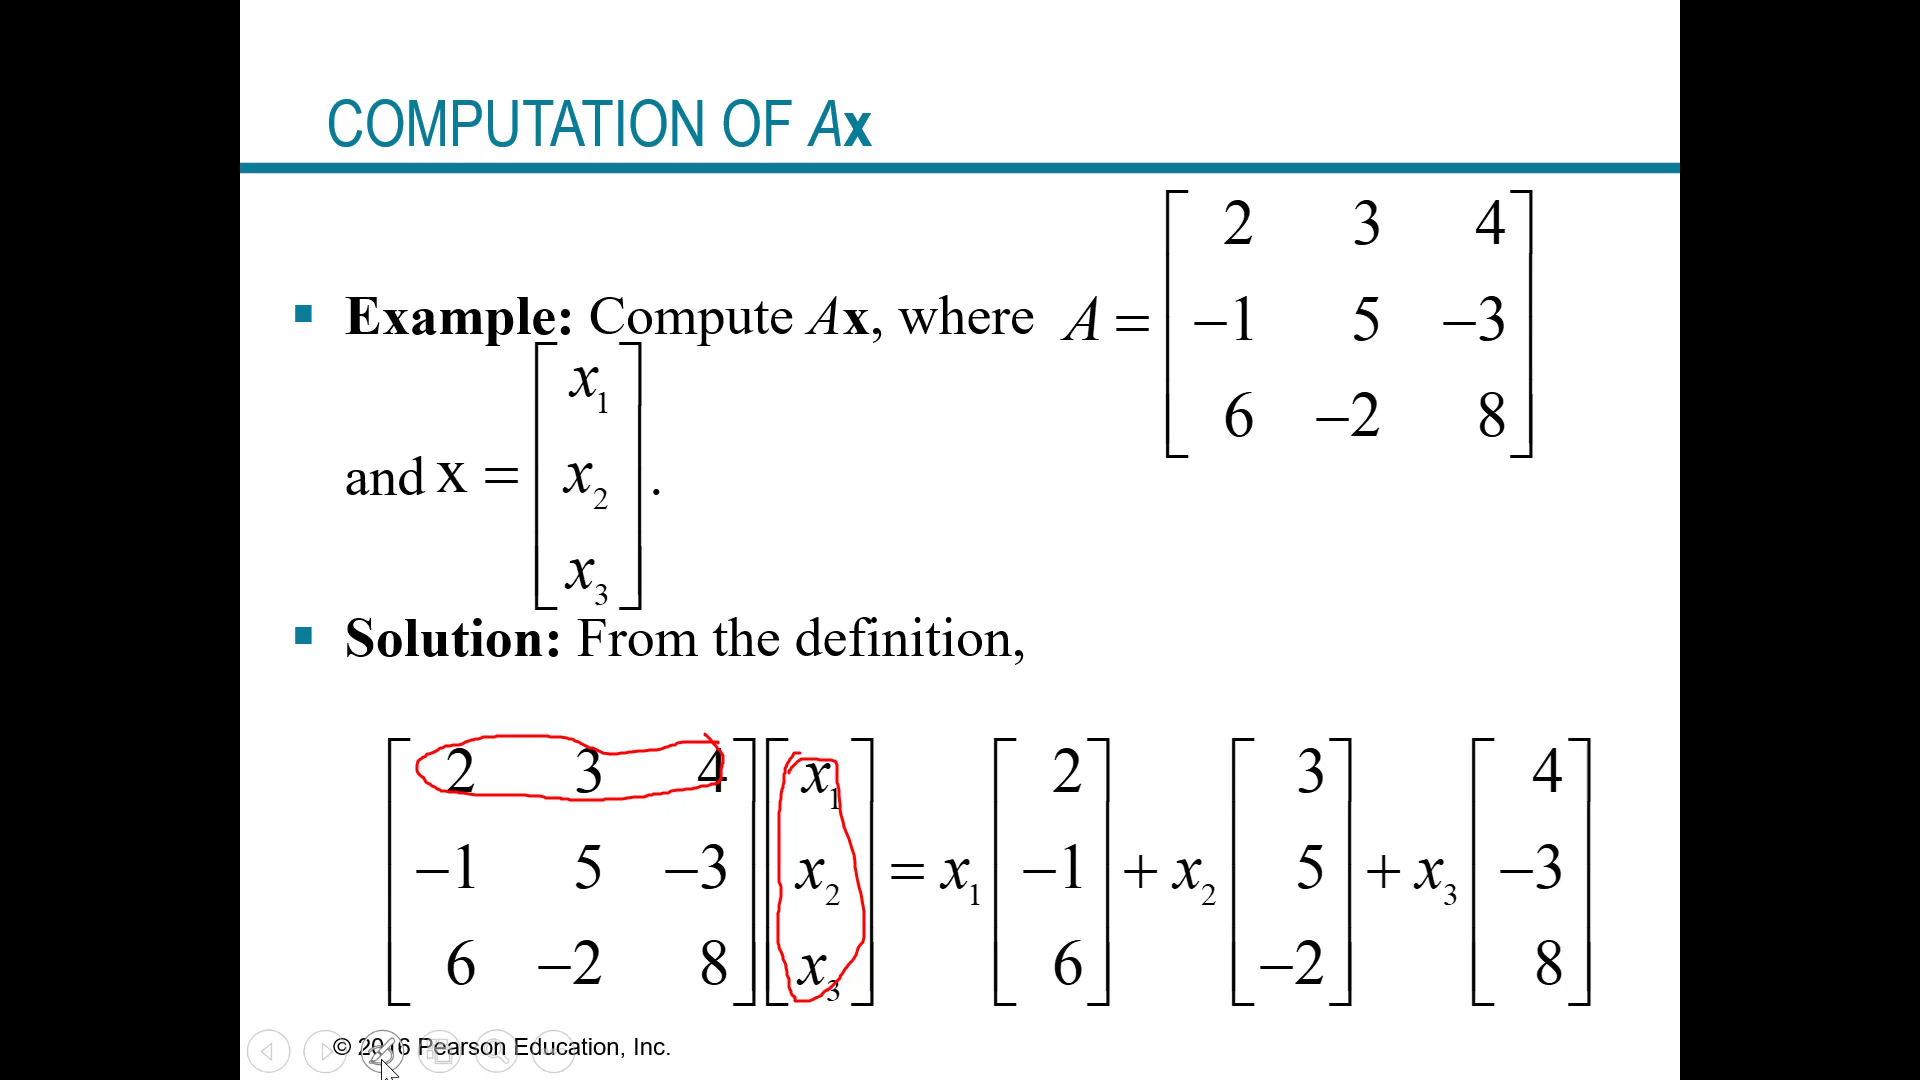 COMPUTATION OF Ax
Example: Compute Ax, where A = [ 2 3 4
−1 5 −3
6 −2 8 ]
and x = [ x1
x2
x3 ] .
Solution: From the definition,
[ 2 3 4 ] [ x1 ] [ 2 ] [ 3 ] [ 4 ]
[ −1 5 −3 ] [ x2 ] = x1 [ −1 ] + x2 [ 5 ] + x3 [ −3 ]
[ 6 −2 8 ] [ x3 ] [ 6 ] [ −2 ] [ 8 ]
© 2016 Pearson Education, Inc.